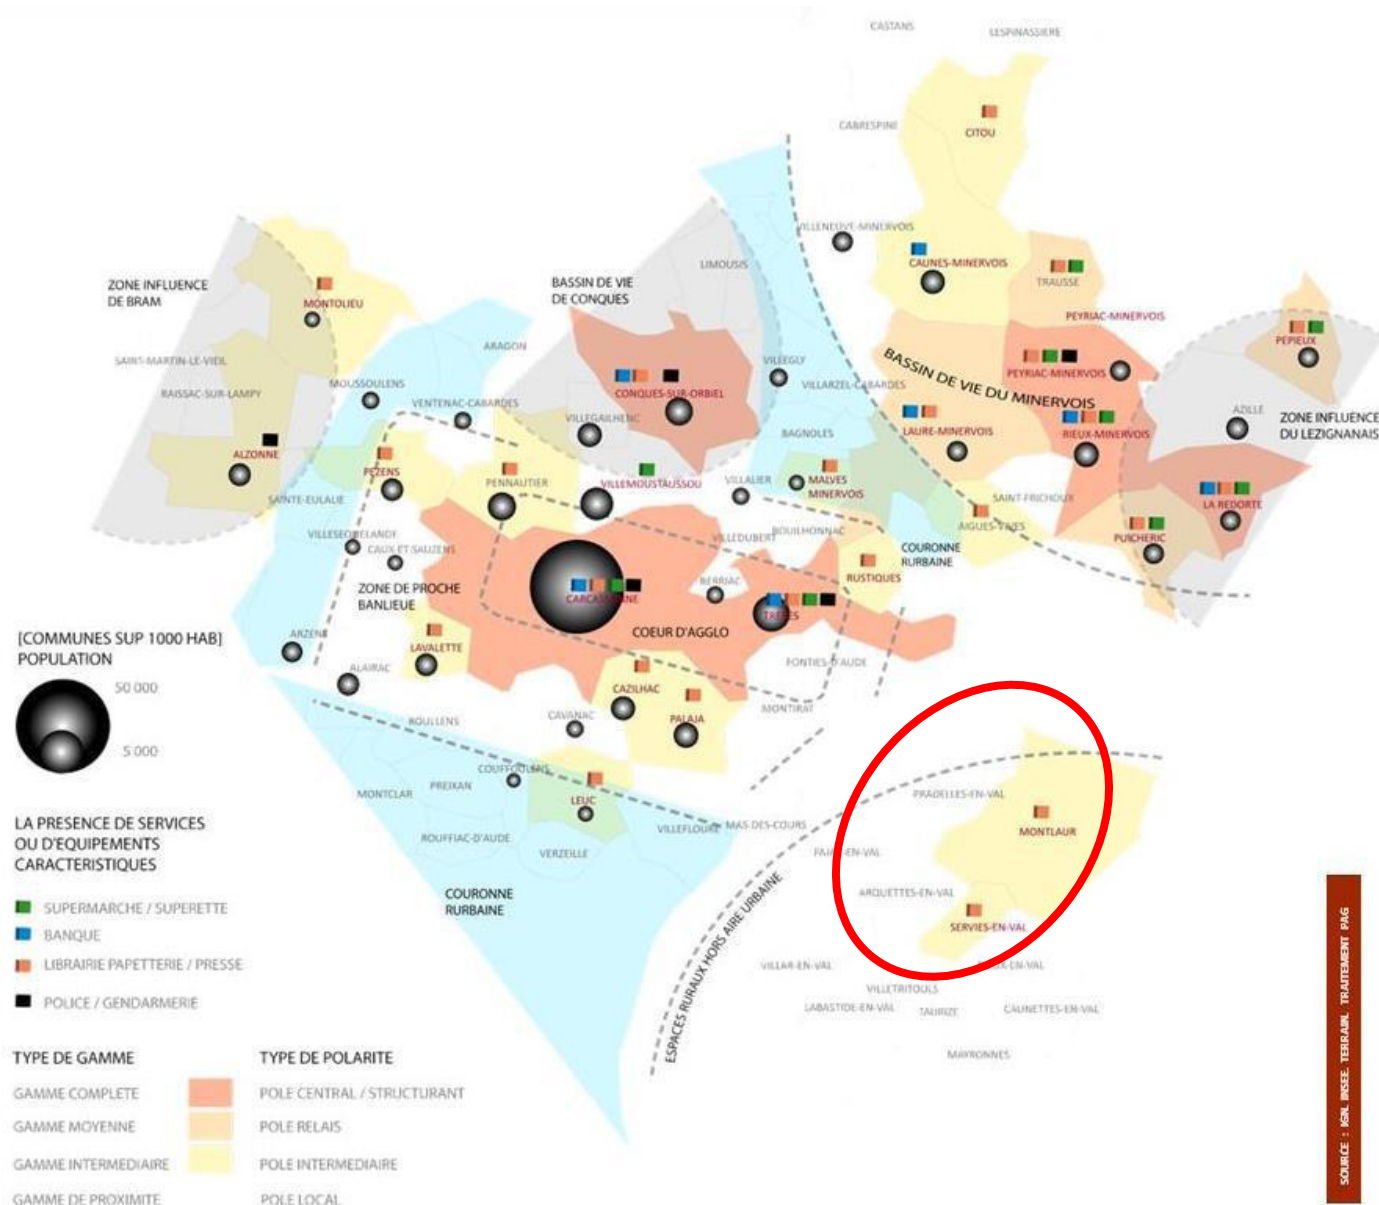 CASTANS
LESPINASSIERE
CABRESPINE
CITOU
VILLENEUVE-MINERVOIS
CAUNES-MINERVOIS
LIMOUSIS
TRAUSSE
ZONE INFLUENCE
DE BRAM
BASSIN DE VIE
DE CONQUES
MONTOLIEU
PEYRIAC-MINERVOIS
PEPIEUX
ARAGON
SAINT-MARTIN-LE-VIEIL
VILLEGLY
BASSIN DE VIE DU MINERVOIS
PEYRIAC-MINERVOIS
MOUSSOULENS
RAISSAC-SUR-LAMPY
CONQUES-SUR-ORBIEL
VILLARZEL-CABARDES
VENTENAC-CABARDES
AZILLE
ZONE INFLUENCE
DU LEZIGNANAIS
VILLEGAILHENC
BAGNOLES
LAURE-MINERVOIS
RIEUX-MINERVOIS
ALZONNE
PEZENS
PENNAUTIER
VILLEMOUSTAUSSOU
VILLALIER
MALVES
MINERVOIS
SAINTE-EULALIE
SAINT-FRICHOUX
LA REDORTE
AIGUES-VIVES
PUICHERIC
BOUILHONNAC
VILLEDUBERT
CAUX-ET-SAUZENS
COURONNE
RURBAINE
ZONE DE PROCHE
BANLIEUE
BERRIAC
RUSTIQUES
CARCASSONNE
TREBES
COEUR D'AGGLO
[COMMUNES SUP 1000 HAB]
POPULATION
50 000
5 000
ARZENS
LAVALETTE
ALAIRAC
FONTIES-D'AUDE
CAZILHAC
PALAJA
MONTIRAT
CAVANAC
ROULLENS
COUFFOULENS
PREIXAN
MONTCLAR
LEUC
PRADELLES-EN-VAL
MONTLAUR
VILLEFLOURE
MAS-DES-COURS
ROUFFIAC-D'AUDE
VERZEILLE
FAJAC-EN-VAL
ARQUETTES-EN-VAL
COURONNE
RURBAINE
SERVIES-EN-VAL
ESPACES RURAUX HORS AIRE URBAINE
VILLAR-EN-VAL
VILLETRITOULS
LABASTIDE-EN-VAL
TAURIZE
CAUNETTES-EN-VAL
MAYRONNES
LA PRESENCE DE SERVICES
OU D'EQUIPEMENTS
CARACTERISTIQUES
SUPERMARCHE / SUPERETTE
BANQUE
LIBRAIRIE PAPETTERIE / PRESSE
POLICE / GENDARMERIE
TYPE DE GAMME
TYPE DE POLARITE
GAMME COMPLETE
POLE CENTRAL / STRUCTURANT
GAMME MOYENNE
POLE RELAIS
GAMME INTERMEDIAIRE
POLE INTERMEDIAIRE
GAMME DE PROXIMITE
POLE LOCAL
SOURCE : IGN, INSEE, TERRAIN, TRAITEMENT PAG